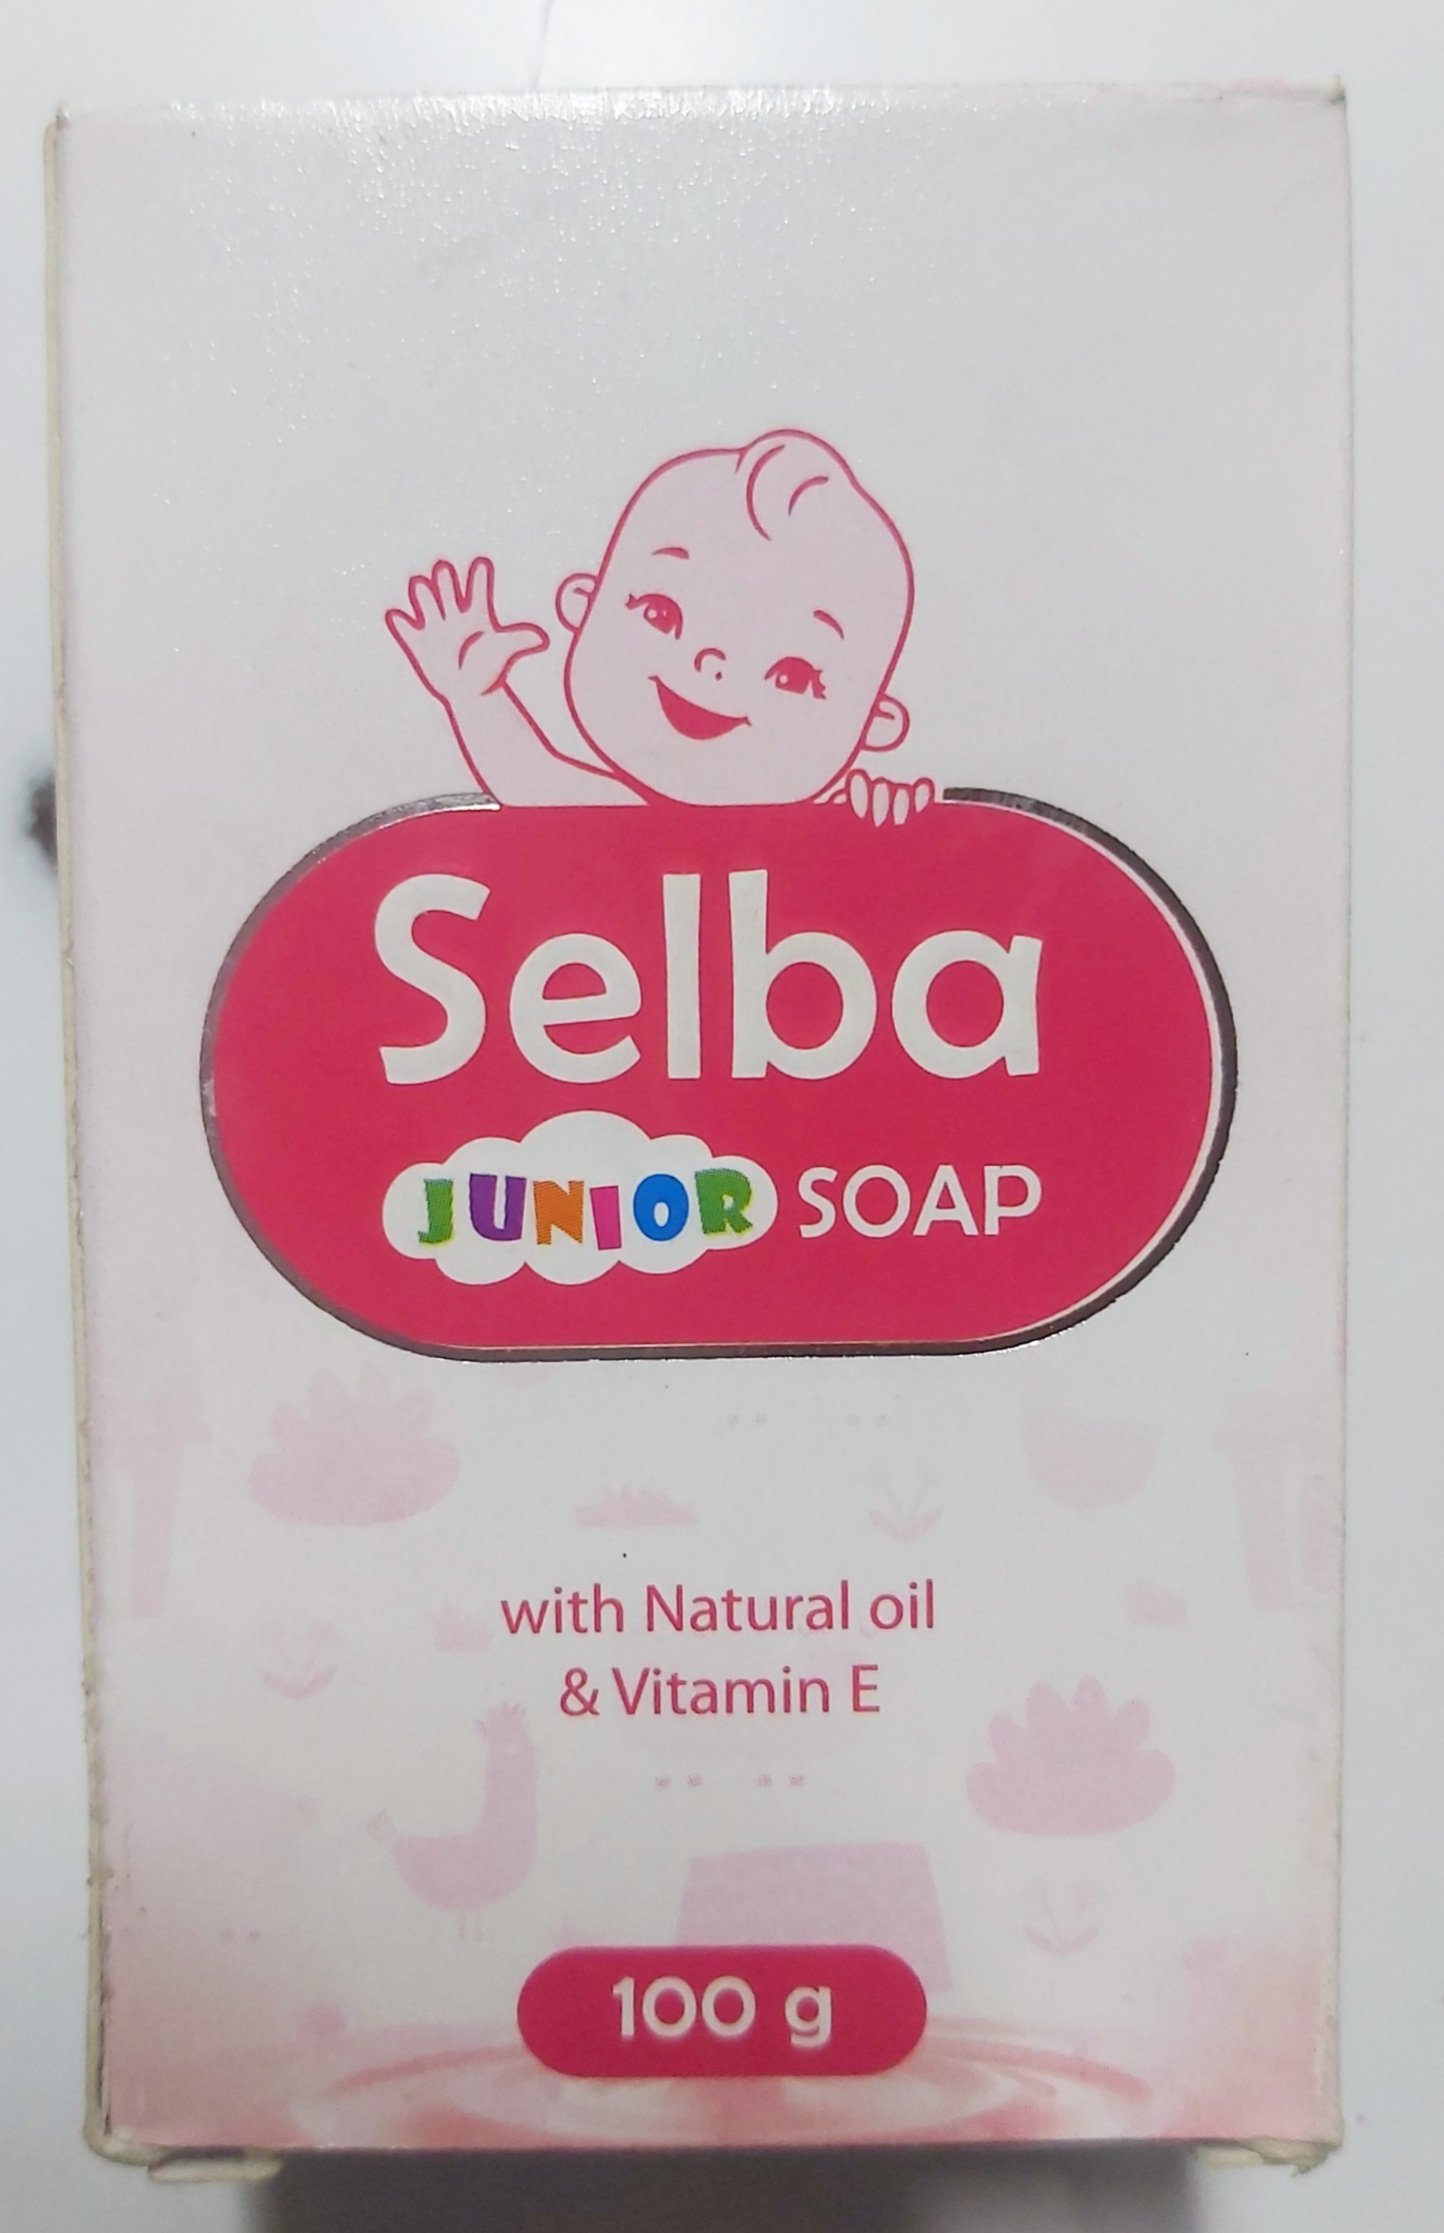 Selba
JUNIOR SOAP
with Natural oil
& Vitamin E
100 g